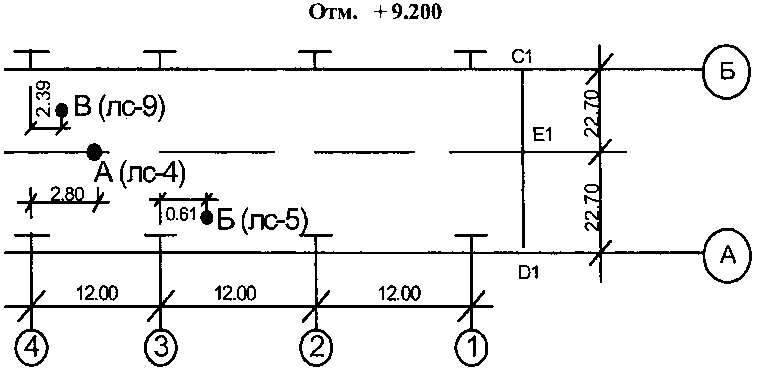 Отм. + 9.200
C1
Б
2.39
В (лс-9)
22.70
E1
А (лс-4)
2.80
0.61
Б (лс-5)
22.70
D1
А
12.00
12.00
12.00
4
3
2
1